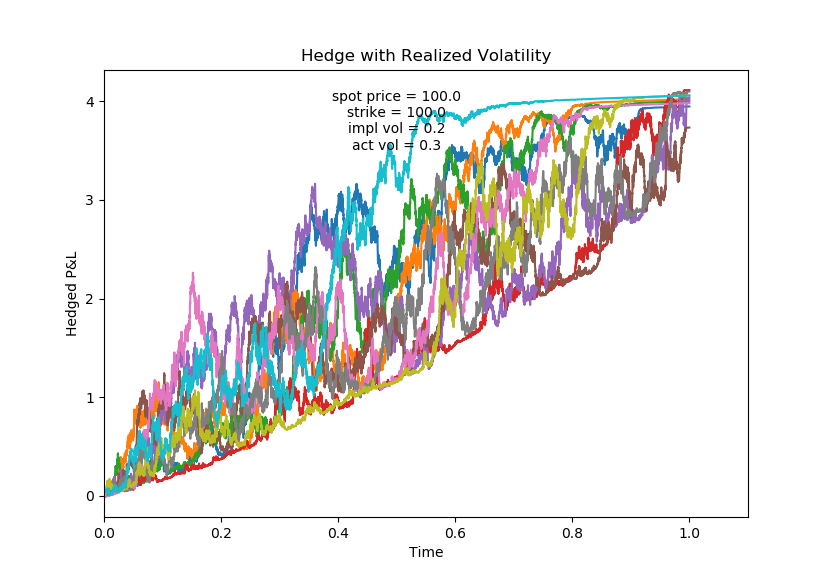 Hedge with Realized Volatility
spot price = 100.0
strike = 100.0
impl vol = 0.2
act vol = 0.3
Hedged P&L
4
3
2
1
0
0.0 0.2 0.4 0.6 0.8 1.0
Time